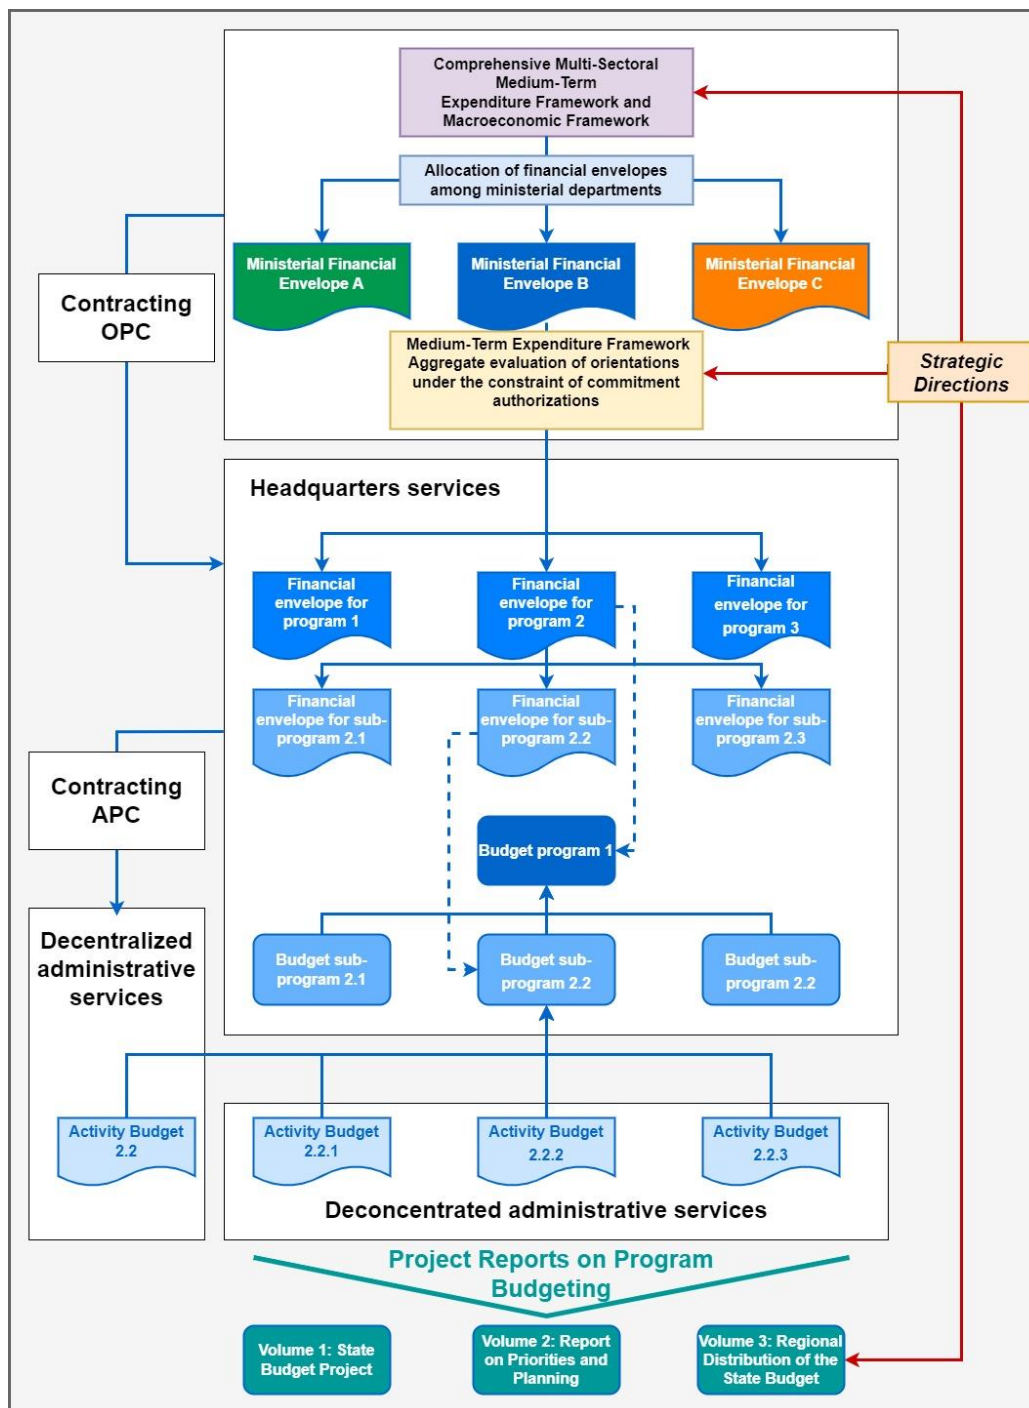 Comprehensive Multi-Sectoral
Medium-Term
Expenditure Framework and
Macroeconomic Framework
Allocation of financial envelopes
among ministerial departments
Ministerial Financial
Envelope A
Ministerial Financial
Envelope B
Ministerial Financial
Envelope C
Contracting
OPC
Medium-Term Expenditure Framework
Aggregate evaluation of orientations
under the constraint of commitment
authorizations
Strategic
Directions
Headquarters services
Financial
envelope for
program 1
Financial
envelope for
program 2
Financial
envelope for
program 3
Financial
envelope for sub-
program 2.1
Financial
envelope for sub-
program 2.2
Financial
envelope for sub-
program 2.3
Contracting
APC
Budget program 1
Decentralized
administrative
services
Budget sub-
program 2.1
Budget sub-
program 2.2
Budget sub-
program 2.2
Activity Budget
2.2
Activity Budget
2.2.1
Activity Budget
2.2.2
Activity Budget
2.2.3
Deconcentrated administrative services
Project Reports on Program
Budgeting
Volume 1: State
Budget Project
Volume 2: Report
on Priorities and
Planning
Volume 3: Regional
Distribution of the
State Budget